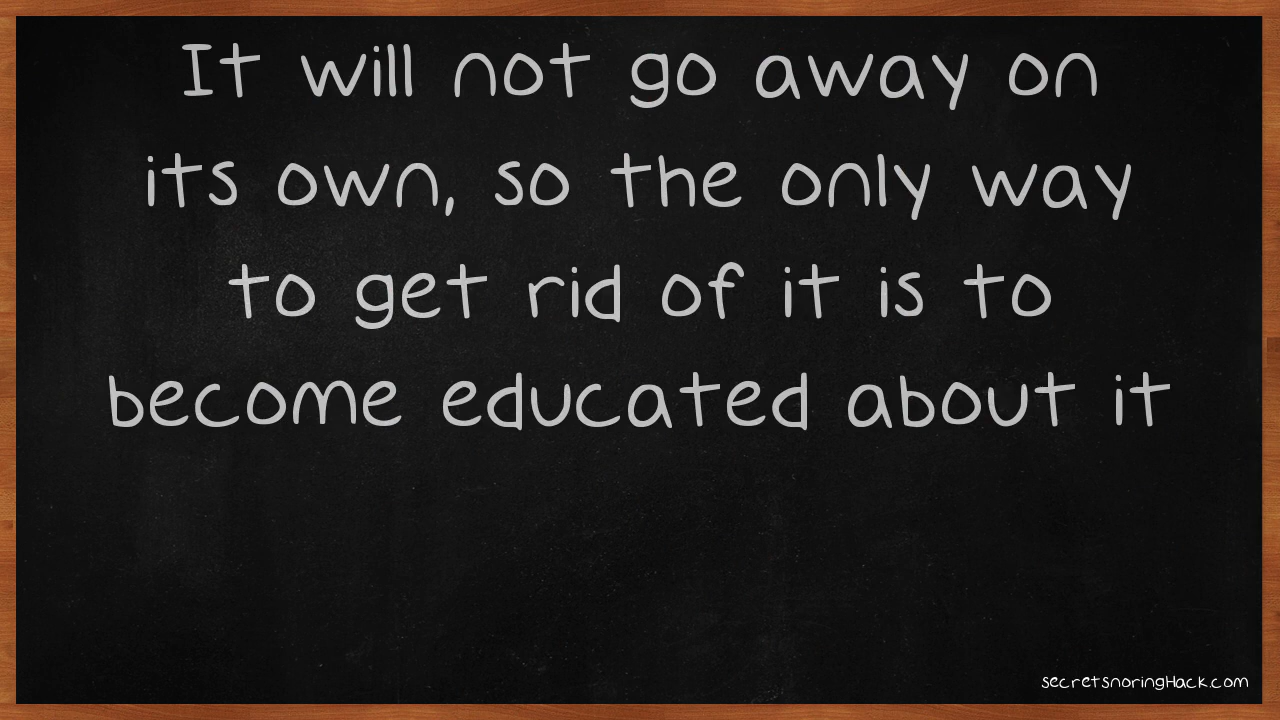 It will not go away on
its own, so the only way
to get rid of it is to
become educated about it
secretsnoringHack.com